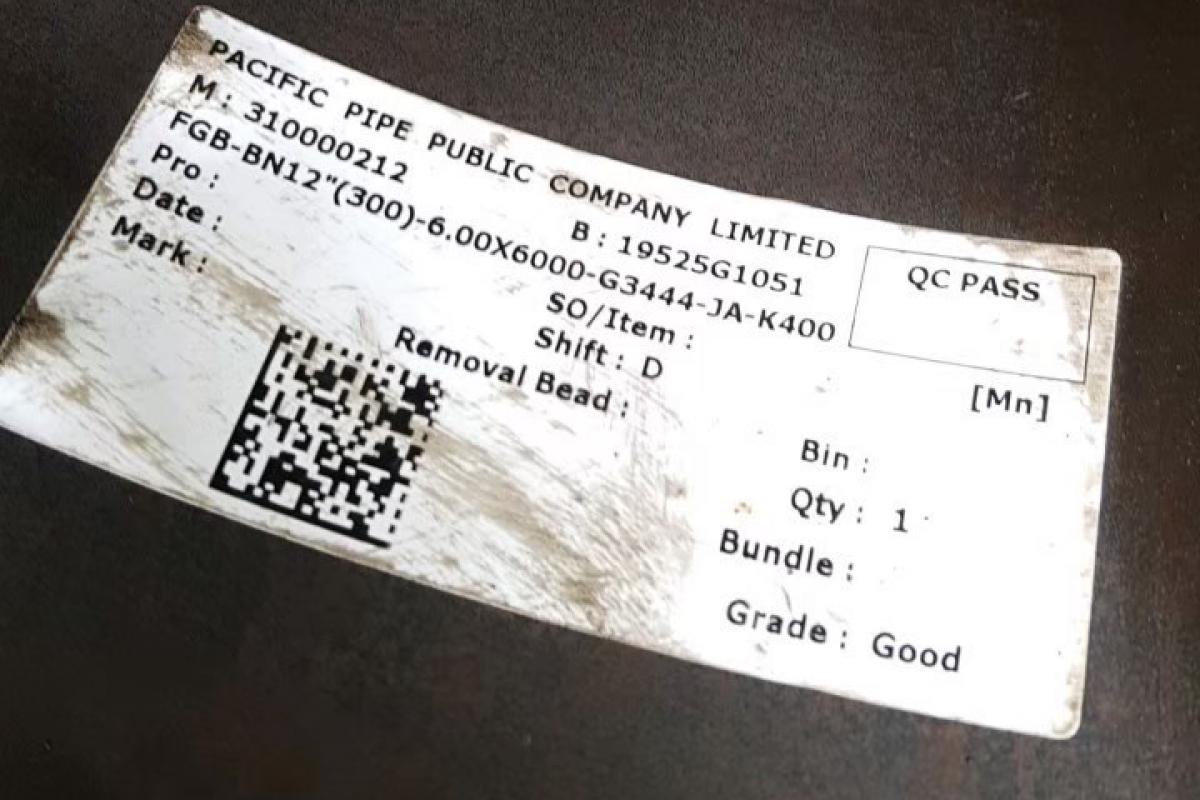 PACIFIC PIPE PUBLIC COMPANY LIMITED
M : 310000212 B : 19525G1051
FGB-BN12"(300)-6.00X6000-G3444-JA-K400
Pro : SO/Item :
Date : Shift : D
Mark : Removal Bead :
QC PASS
[Mn]
Bin :
Qty : 1
Bundle :
Grade : Good